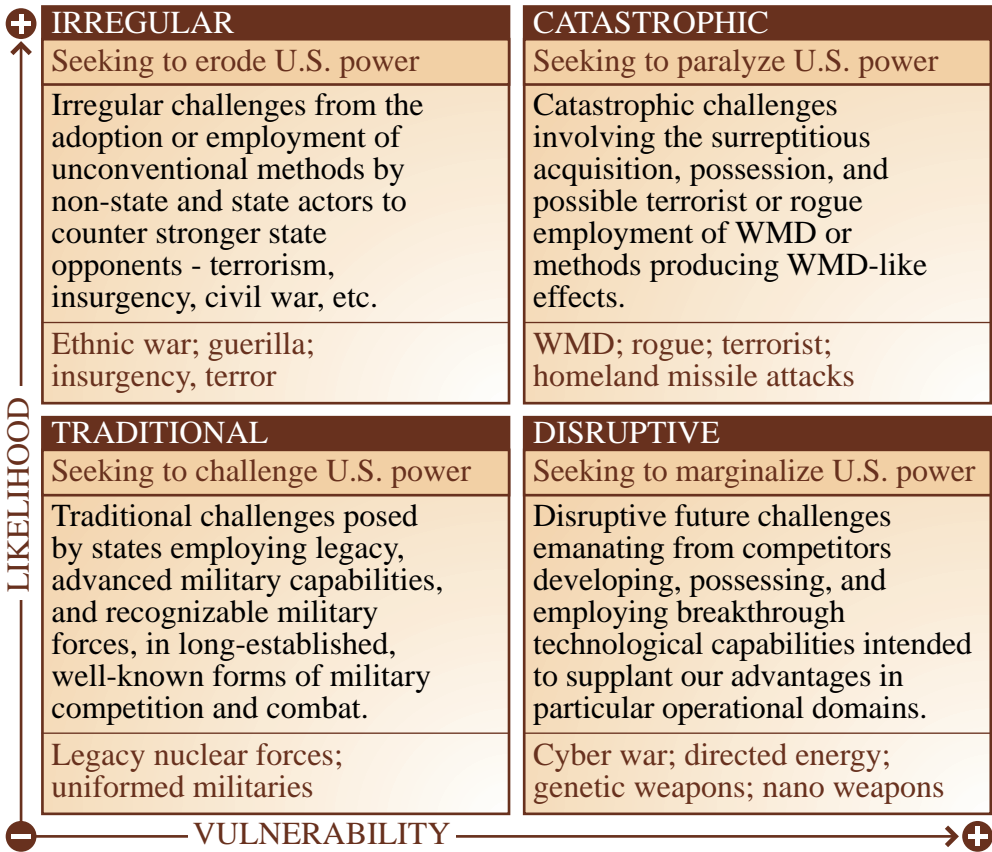 IRREGULAR
Seeking to erode U.S. power
Irregular challenges from the
adoption or employment of
unconventional methods by
non-state and state actors to
counter stronger state
opponents - terrorism,
insurgency, civil war, etc.
Ethnic war; guerilla;
insurgency, terror
CATASTROPHIC
Seeking to paralyze U.S. power
Catastrophic challenges
involving the surreptitious
acquisition, possession, and
possible terrorist or rogue
employment of WMD or
methods producing WMD-like
effects.
WMD; rogue; terrorist;
homeland missile attacks
LIKELIHOOD
TRADITIONAL
Seeking to challenge U.S. power
Traditional challenges posed
by states employing legacy,
advanced military capabilities,
and recognizable military
forces, in long-established,
well-known forms of military
competition and combat.
Legacy nuclear forces;
uniformed militaries
DISRUPTIVE
Seeking to marginalize U.S. power
Disruptive future challenges
emanating from competitors
developing, possessing, and
employing breakthrough
technological capabilities intended
to supplant our advantages in
particular operational domains.
Cyber war; directed energy;
genetic weapons; nano weapons
VULNERABILITY